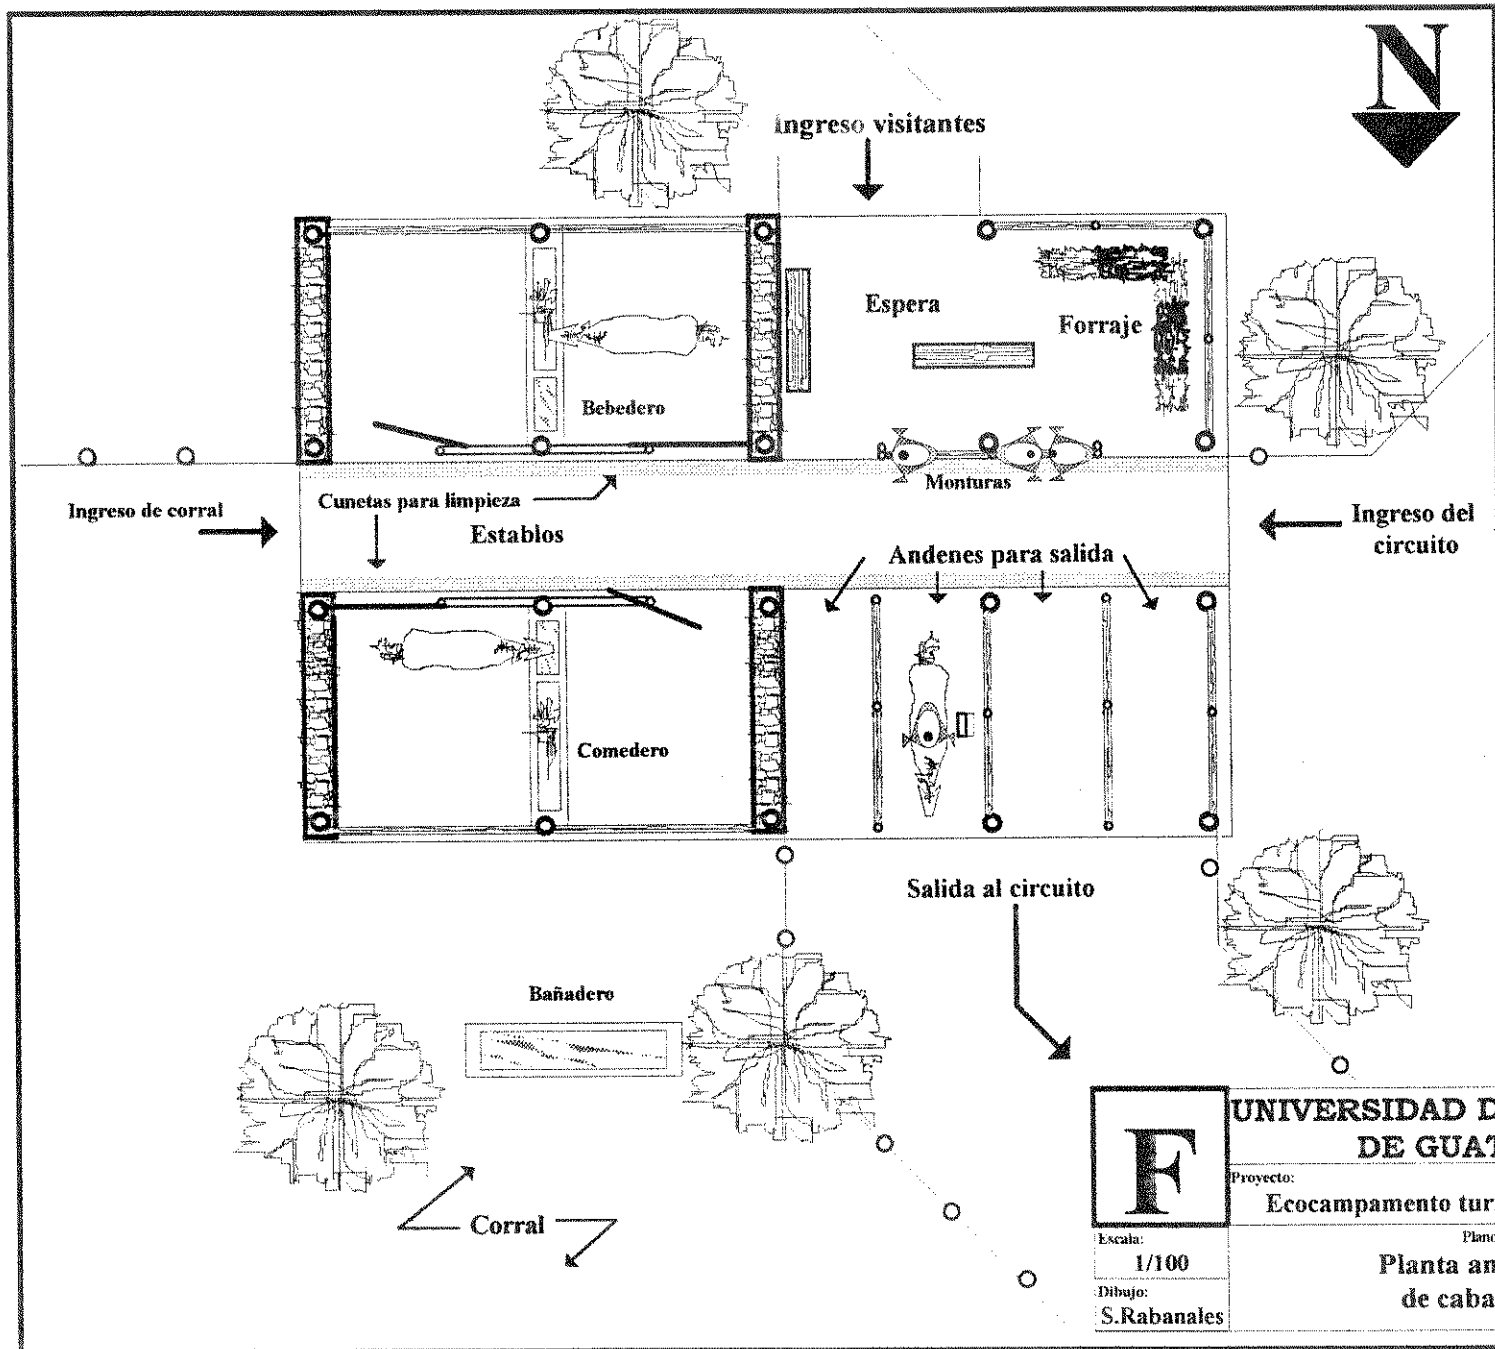 N
Ingreso visitantes
Espera
Forraje
Bebedero
Monturas
Cunetas para limpieza
Ingreso de corral
Establos
Ingreso del
circuito
Andenes para salida
Comedero
Salida al circuito
Bañadero
Corral
F
UNIVERSIDAD D
DE GUAT
Proyecto:
Ecocampamento tur
Escala:
1/100
Plano
Planta am
de caba
Dibujo:
S.Rabanales